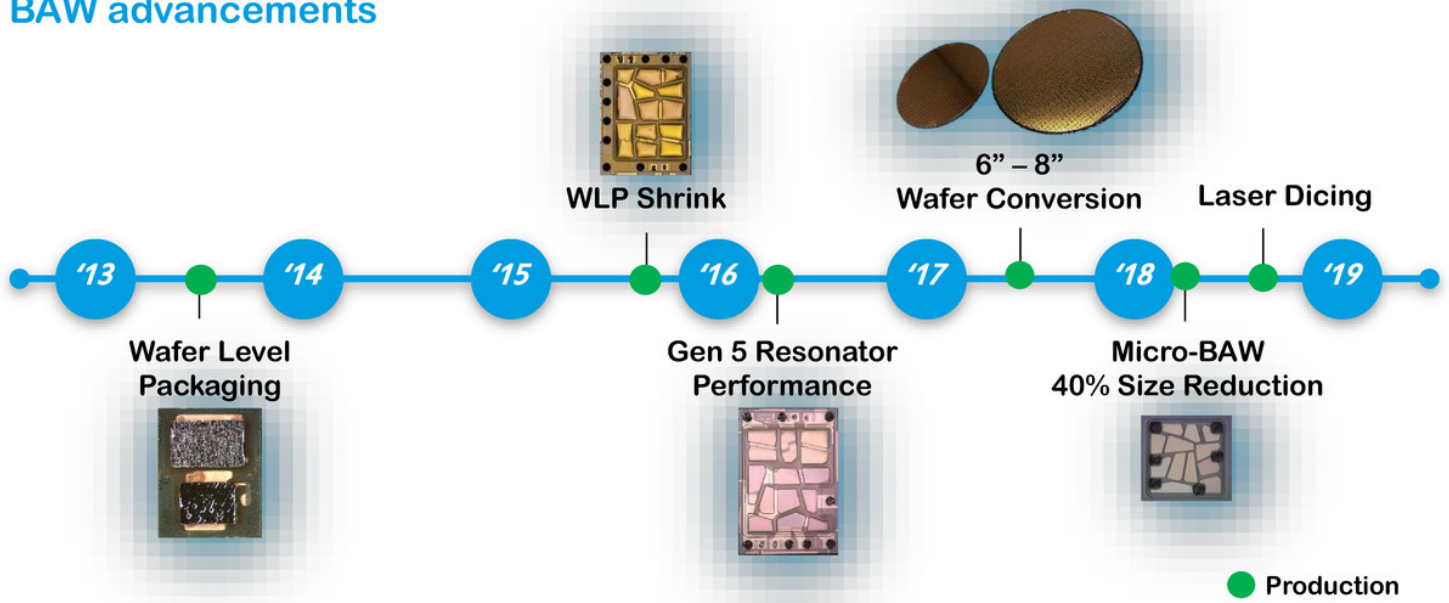 BAW advancements
6” – 8”
WLP Shrink
Wafer Conversion
Laser Dicing
‘13
‘14
‘15
‘16
‘17
‘18
‘19
Wafer Level
Packaging
Gen 5 Resonator
Performance
Micro-BAW
40% Size Reduction
Production